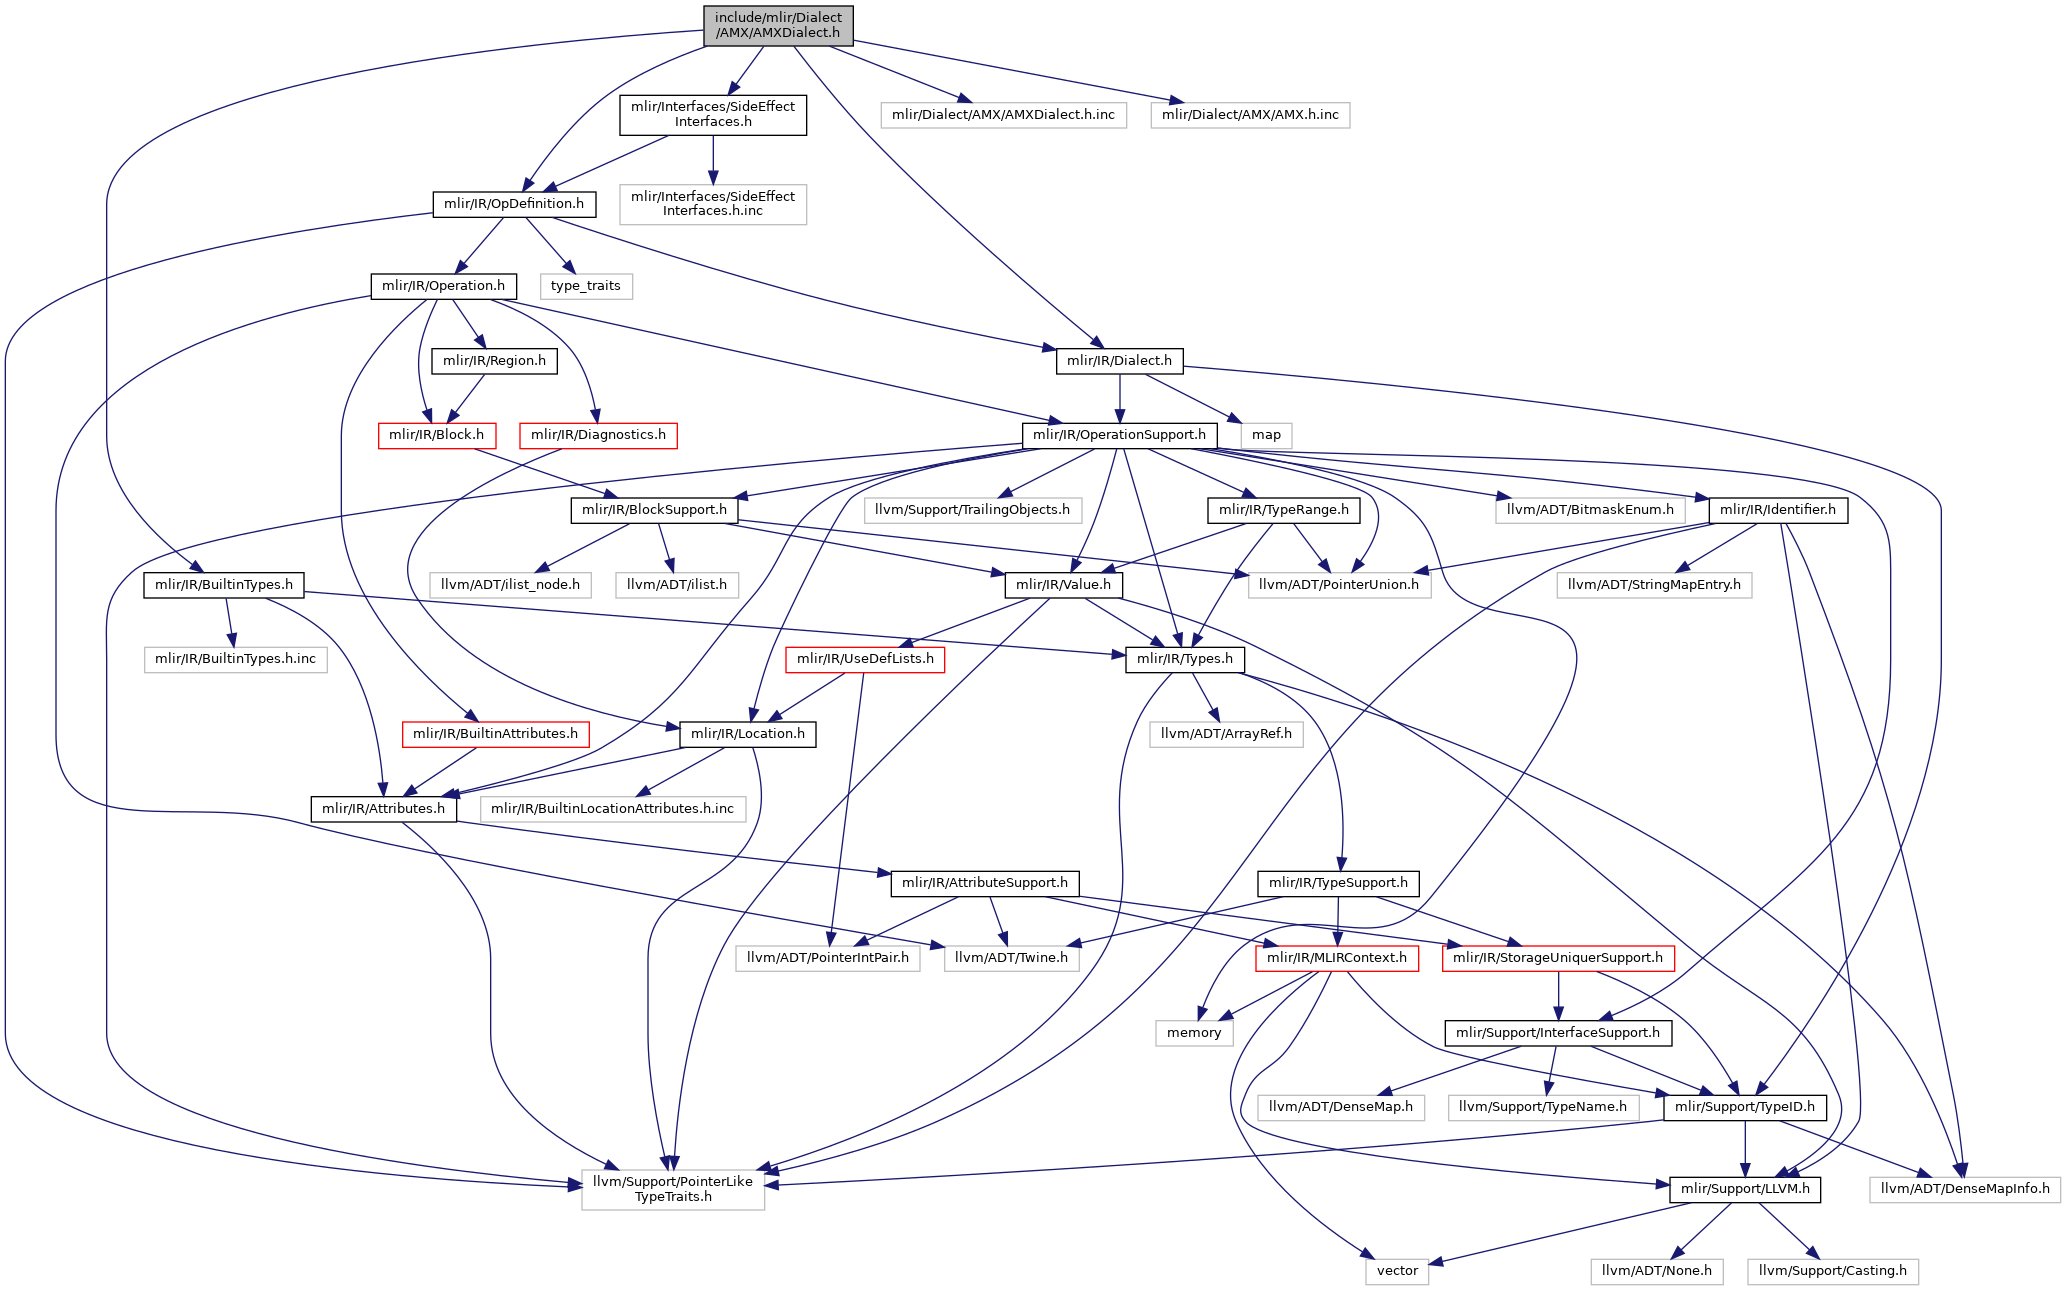 include/mlir/Dialect
/AMX/AMXDialect.h
mlir/Interfaces/SideEffect
Interfaces.h
mlir/Dialect/AMX/AMXDialect.h.inc
mlir/Dialect/AMX/AMX.h.inc
mlir/IR/OpDefinition.h
mlir/Interfaces/SideEffect
Interfaces.h.inc
mlir/IR/Operation.h
type_traits
mlir/IR/Region.h
mlir/IR/Dialect.h
mlir/IR/Block.h
mlir/IR/Diagnostics.h
mlir/IR/OperationSupport.h
map
mlir/IR/BlockSupport.h
llvm/Support/TrailingObjects.h
mlir/IR/TypeRange.h
llvm/ADT/BitmaskEnum.h
mlir/IR/Identifier.h
mlir/IR/BuiltinTypes.h
llvm/ADT/ilist_node.h
llvm/ADT/ilist.h
mlir/IR/Value.h
llvm/ADT/PointerUnion.h
llvm/ADT/StringMapEntry.h
mlir/IR/BuiltinTypes.h.inc
mlir/IR/UseDefLists.h
mlir/IR/Types.h
mlir/IR/BuiltinAttributes.h
mlir/IR/Location.h
llvm/ADT/ArrayRef.h
mlir/IR/Attributes.h
mlir/IR/BuiltinLocationAttributes.h.inc
mlir/IR/AttributeSupport.h
mlir/IR/TypeSupport.h
llvm/ADT/PointerIntPair.h
llvm/ADT/Twine.h
mlir/IR/MLIRContext.h
mlir/IR/StorageUniquerSupport.h
memory
mlir/Support/InterfaceSupport.h
llvm/ADT/DenseMap.h
llvm/Support/TypeName.h
mlir/Support/TypeID.h
llvm/Support/PointerLike
TypeTraits.h
mlir/Support/LLVM.h
llvm/ADT/DenseMapInfo.h
vector
llvm/ADT/None.h
llvm/Support/Casting.h